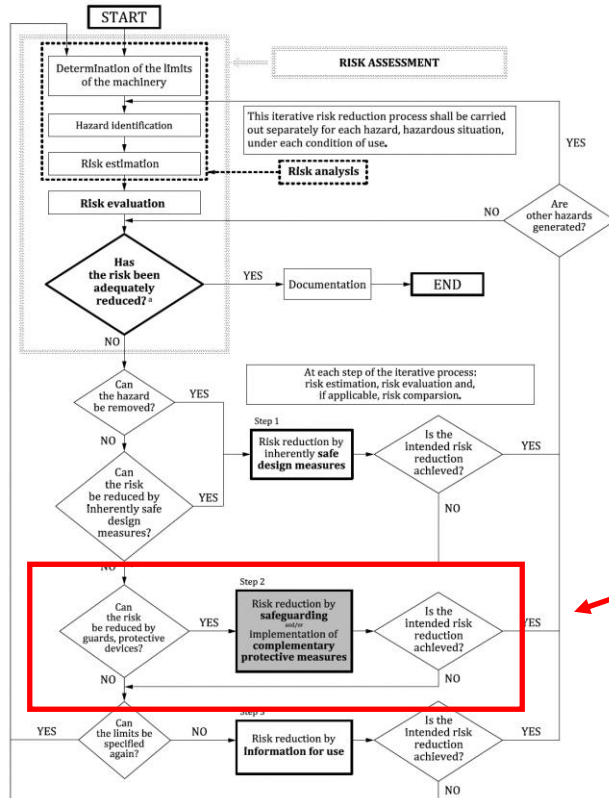 START
RISK ASSESSMENT
Determination of the limits
of the machinery
Hazard identification
This iterative risk reduction process shall be carried
out separately for each hazard, hazardous situation,
under each condition of use.
YES
Risk estimation
Risk analysis
Risk evaluation
NO
Are
other hazards
generated?
Has
the risk been
adequately
reduced? a
YES
Documentation
END
NO
At each step of the iterative process:
risk estimation, risk evaluation and,
if applicable, risk comparsion.
Can
the hazard
be removed?
YES
NO
Step 1
Risk reduction by
inherently safe
design measures
Is the
intended risk
reduction
achieved?
YES
Can
the risk
be reduced by
inherently safe
design
measures?
YES
NO
NO
Step 2
Can
the risk
be reduced by
guards, protective
devices?
YES
Risk reduction by
safeguarding
and/or
implementation of
complementary
protective measures
Is the
intended risk
reduction
achieved?
YES
NO
NO
Step 3
YES
Can
the limits be
specified
again?
NO
Risk reduction by
information for use
Is the
intended risk
reduction
achieved?
YES
NO